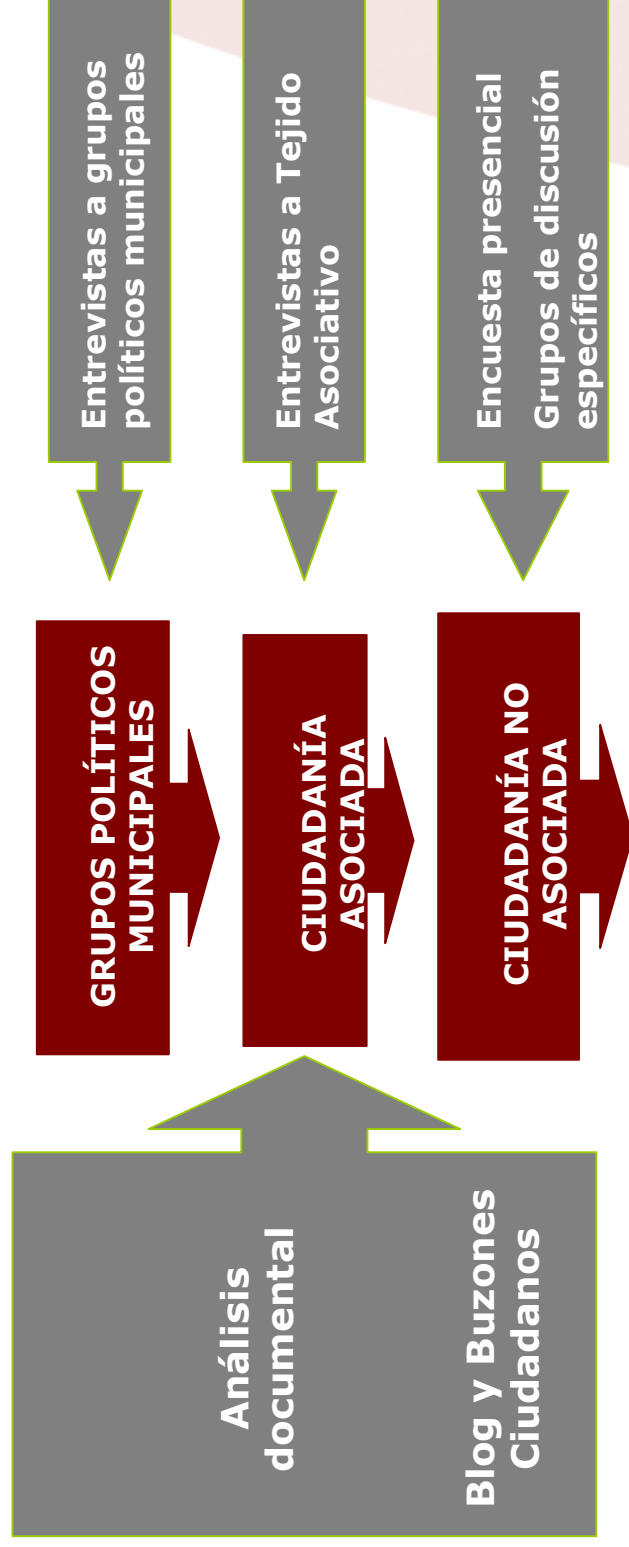 Análisis
documental
Blog y Buzones
Ciudadanos
GRUPOS POLÍTICOS
MUNICIPALES
CIUDADANÍA
ASOCIADA
CIUDADANÍA NO
ASOCIADA
Entrevistas a grupos
políticos municipales
Entrevistas a Tejido
Asociativo
Encuesta presencial
Grupos de discusión
específicos